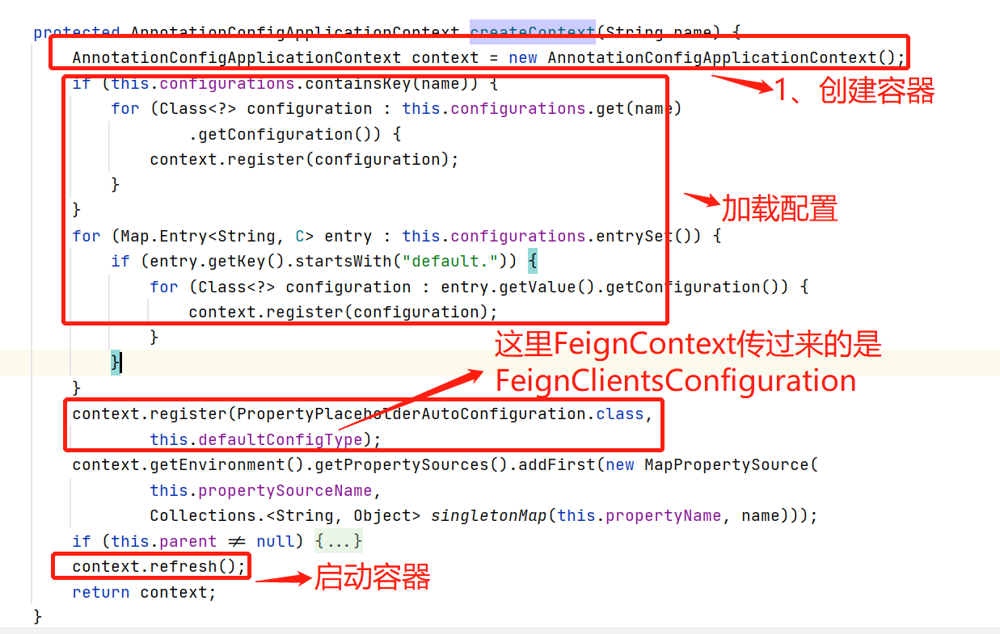 protected AnnotationConfigApplicationContext createContext(String name) {
AnnotationConfigApplicationContext context = new AnnotationConfigApplicationContext();
if (this.configurations.containsKey(name)) {
1、创建容器
for (Class<?> configuration : this.configurations.get(name)
.getConfiguration()) {
context.register(configuration);
}
}
加载配置
for (Map.Entry<String, C> entry : this.configurations.entrySet()) {
if (entry.getKey().startsWith("default.")) {
for (Class<?> configuration : entry.getValue().getConfiguration()) {
context.register(configuration);
}
这里FeignContext传过来的是
}
FeignClientsConfiguration
}
context.register(PropertyPlaceholderAutoConfiguration.class,
this.defaultConfigType);
context.getEnvironment().getPropertySources().addFirst(new MapPropertySource(
this.propertySourceName,
Collections.<String, Object> singletonMap(this.propertyName, name)));
if (this.parent ≠ null) {...}
context.refresh();
启动容器
return context;
}